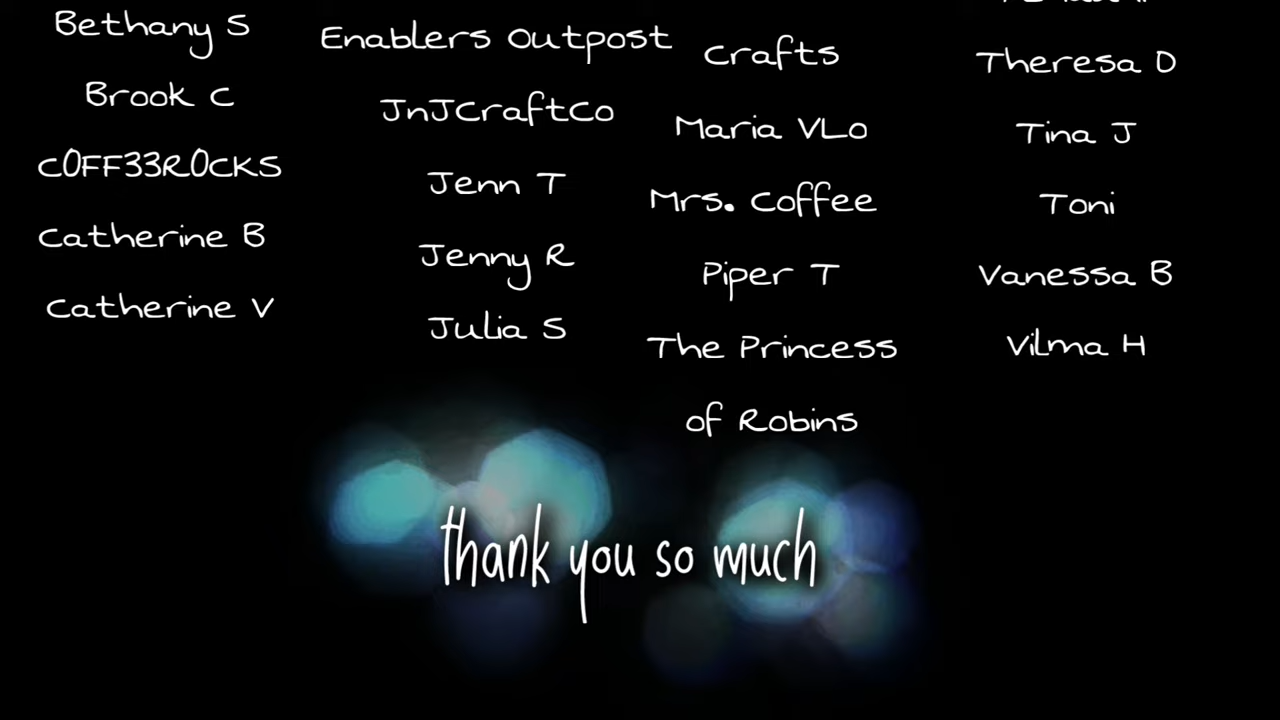 Bethany S
Brook C
C0FF33R0CKS
Catherine B
Catherine V
Enablers Outpost
JnJCraftCo
Jenn T
Jenny R
Julia S
Crafts
Maria VLo
Mrs. Coffee
Piper T
The Princess
of Robins
Theresa D
Tina J
Toni
Vanessa B
Vilma H
thank you so much